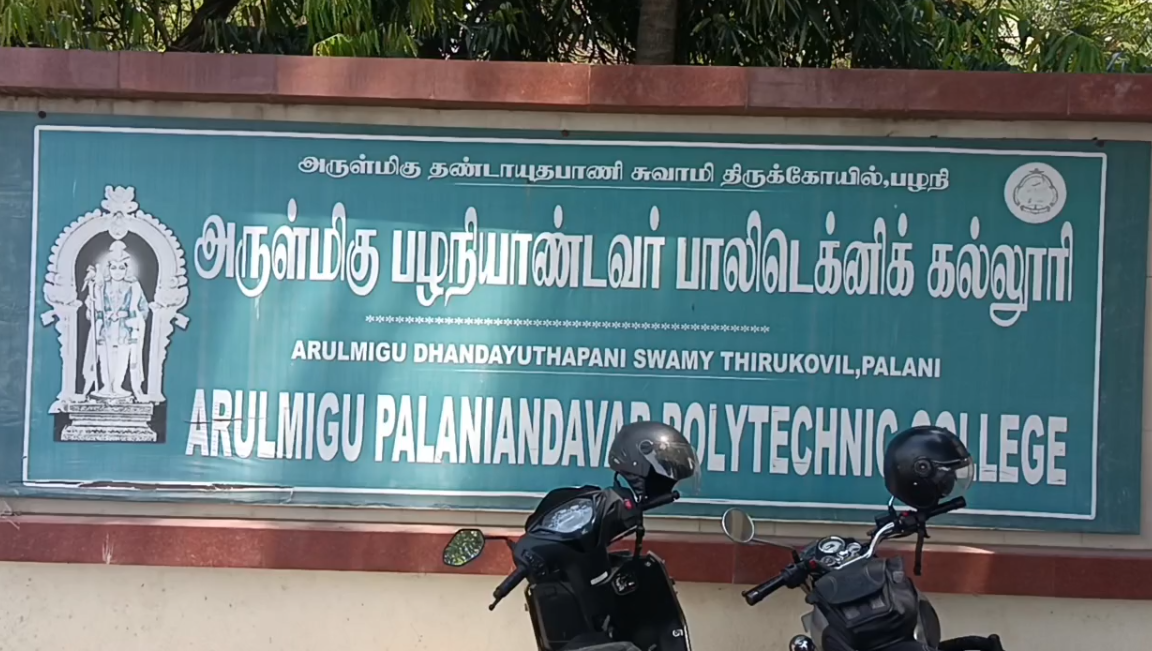 அருள்மிகு தண்டாயுதபாணி சுவாமி திருக்கோயில்,பழநி
அருள்மிகு பழநியாண்டவர் பாலிடெக்னிக் கல்லூரி
ARULMIGU DHANDAYUTHAPANI SWAMY THIRUKOVIL,PALANI
ARULMIGU PALANIANDAVAR POLYTECHNIC COLLEGE